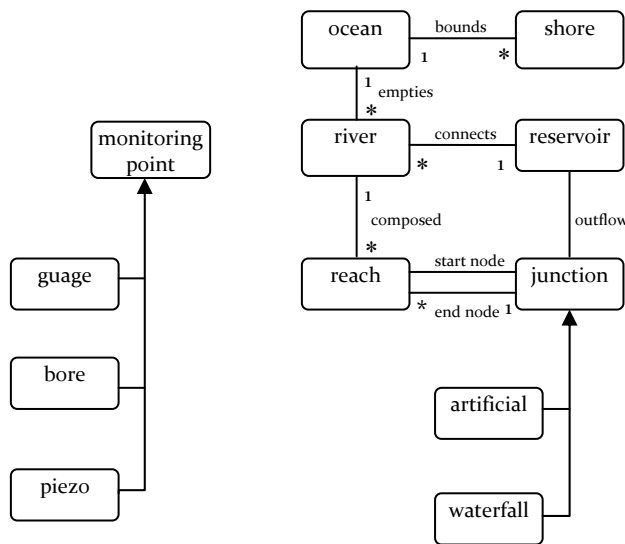 ocean
bounds
shore
1
*
1
empties
*
monitoring
point
river
connects
reservoir
*
1
1
composed
outflow
*
reach
start node
junction
* end node 1
guage
bore
artificial
piezo
waterfall